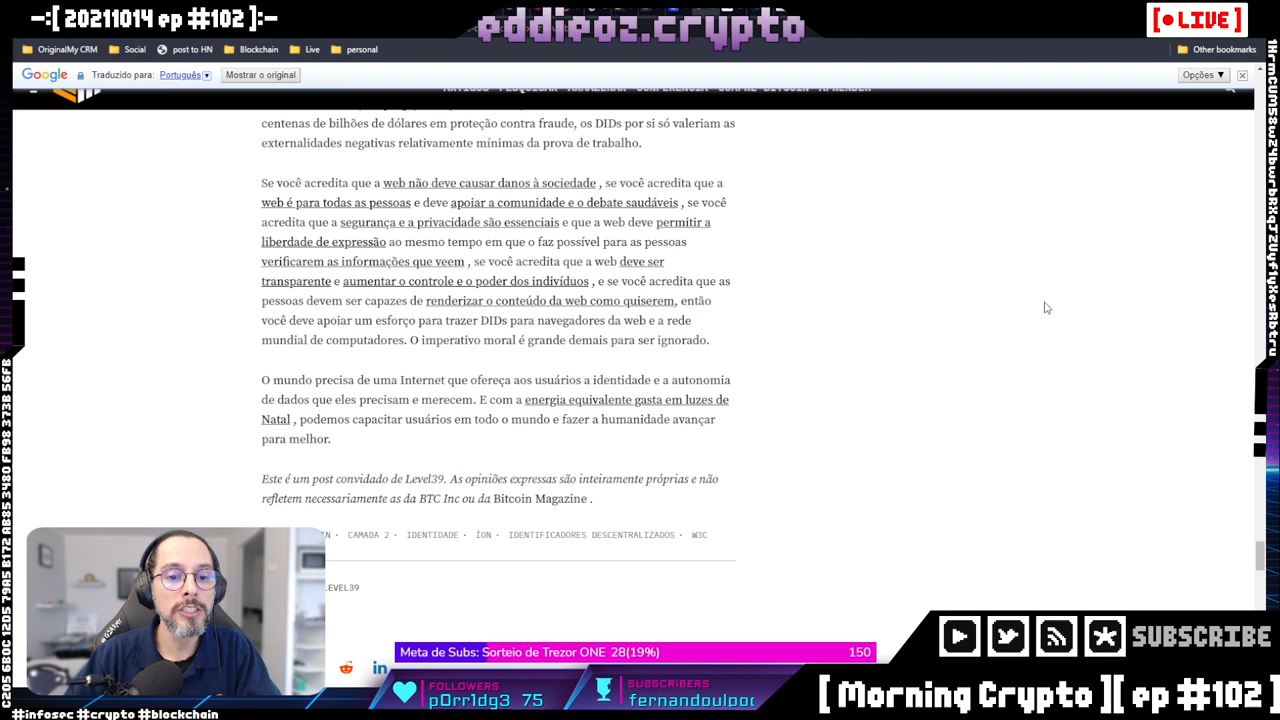 -:[ 20211014 ep #102 ]:-
eddiepoz.crypto
[ • LIVE ]
OriginalMy CRM
Social
post to HN
Blockchain
Live
personal
Other bookmarks
Google
Traduzido para: Português
Mostrar o original
Opções ▼
centenas de bilhões de dólares em proteção contra fraude, os DIDs por si só valeriam as
externalidades negativas relativamente mínimas da prova de trabalho.
Se você acredita que a web não deve causar danos à sociedade , se você acredita que a
web é para todas as pessoas e deve apoiar a comunidade e o debate saudáveis , se você
acredita que a segurança e a privacidade são essenciais e que a web deve permitir a
liberdade de expressão ao mesmo tempo em que o faz possível para as pessoas
verificarem as informações que veem , se você acredita que a web deve ser
transparente e aumentar o controle e o poder dos indivíduos , e se você acredita que as
pessoas devem ser capazes de renderizar o conteúdo da web como quiserem, então
você deve apoiar um esforço para trazer DIDs para navegadores da web e a rede
mundial de computadores. O imperativo moral é grande demais para ser ignorado.
O mundo precisa de uma Internet que ofereça aos usuários a identidade e a autonomia
de dados que eles precisam e merecem. E com a energia equivalente gasta em luzes de
Natal , podemos capacitar usuários em todo o mundo e fazer a humanidade avançar
para melhor.
Este é um post convidado de Level39. As opiniões expressas são inteiramente próprias e não
refletem necessariamente as da BTC Inc ou da Bitcoin Magazine .
IN · CAMADA 2 · IDENTIDADE · ÍON · IDENTIFICADORES DESCENTRALIZADOS · W3C
LEVEL39
Meta de Subs: Sorteio de Trezor ONE 28(19%)
150
FOLLOWERS
p0rr1dg3 75
SUBSCRIBERS
fernandoulpoc
SUBSCRIBE
[ Morning Crypto ][ ep #102 ]
#infosec #crypto #blockchain